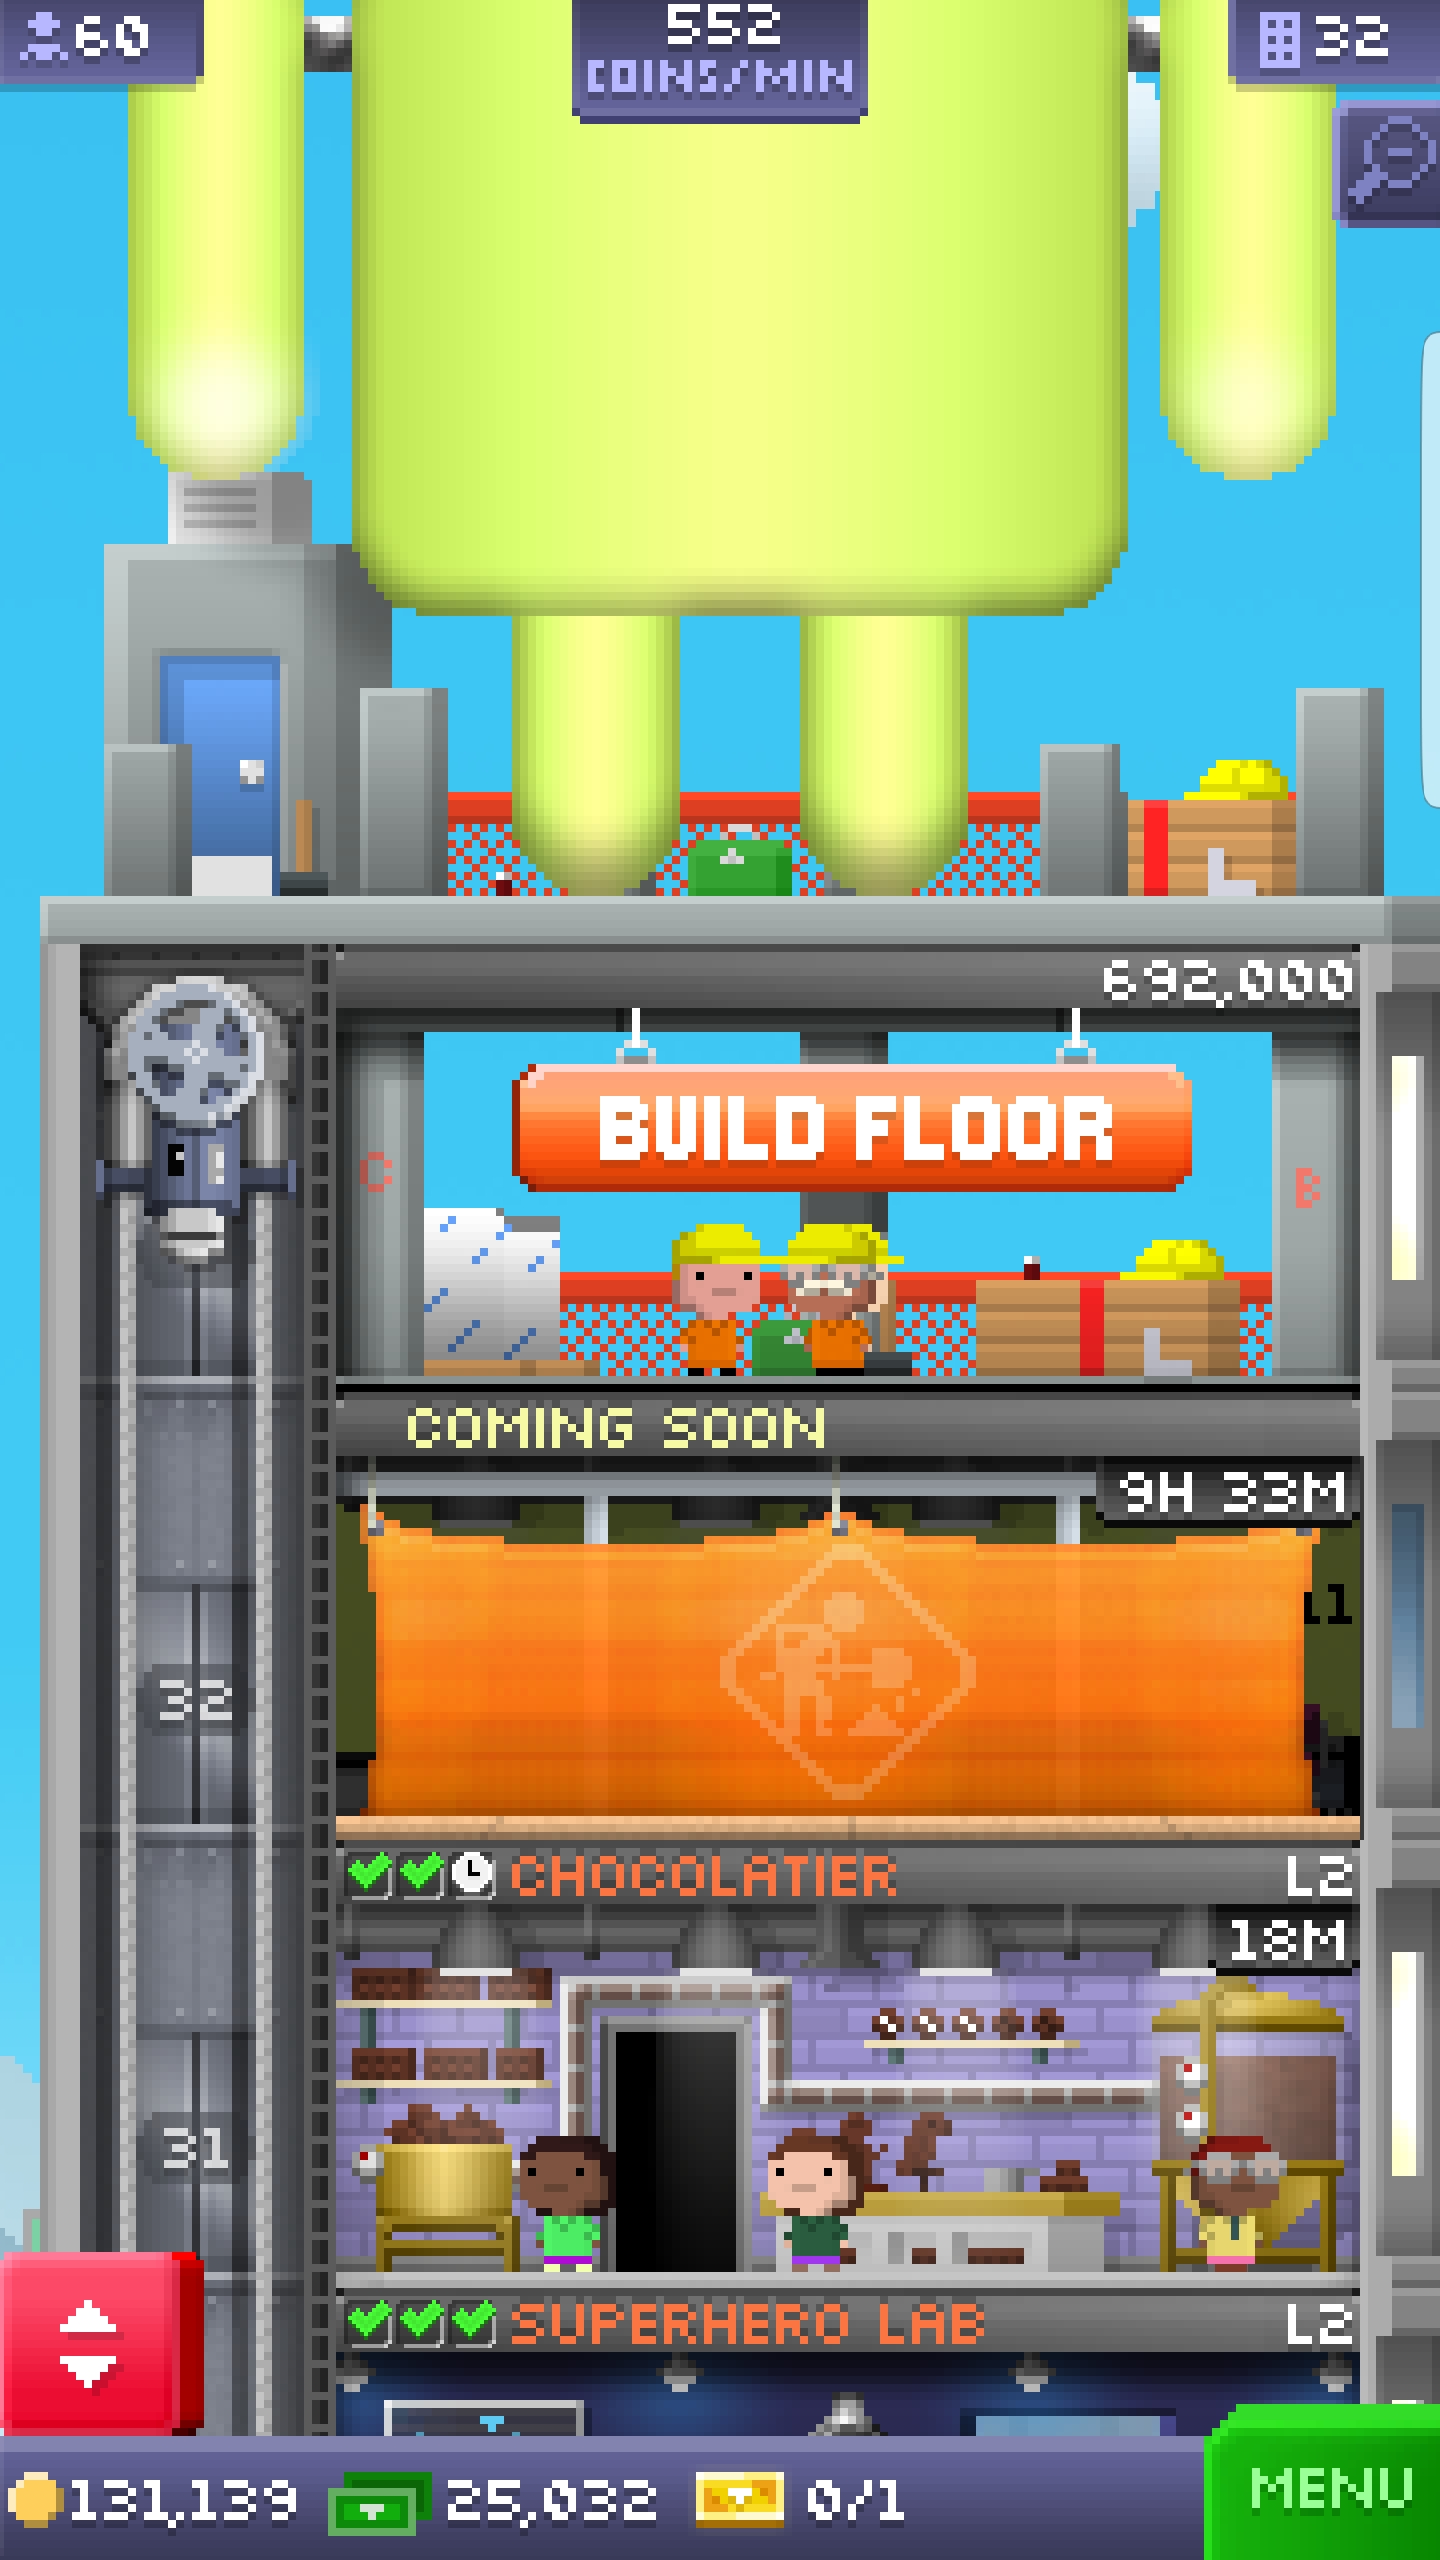 60
552
COINS/MIN
32
692,000
C
BUILD FLOOR
B
COMING SOON
9H 33M
11
32
CHOCOLATIER L2
18M
31
SUPERHERO LAB L2
131,139 25,032 0/1
MENU